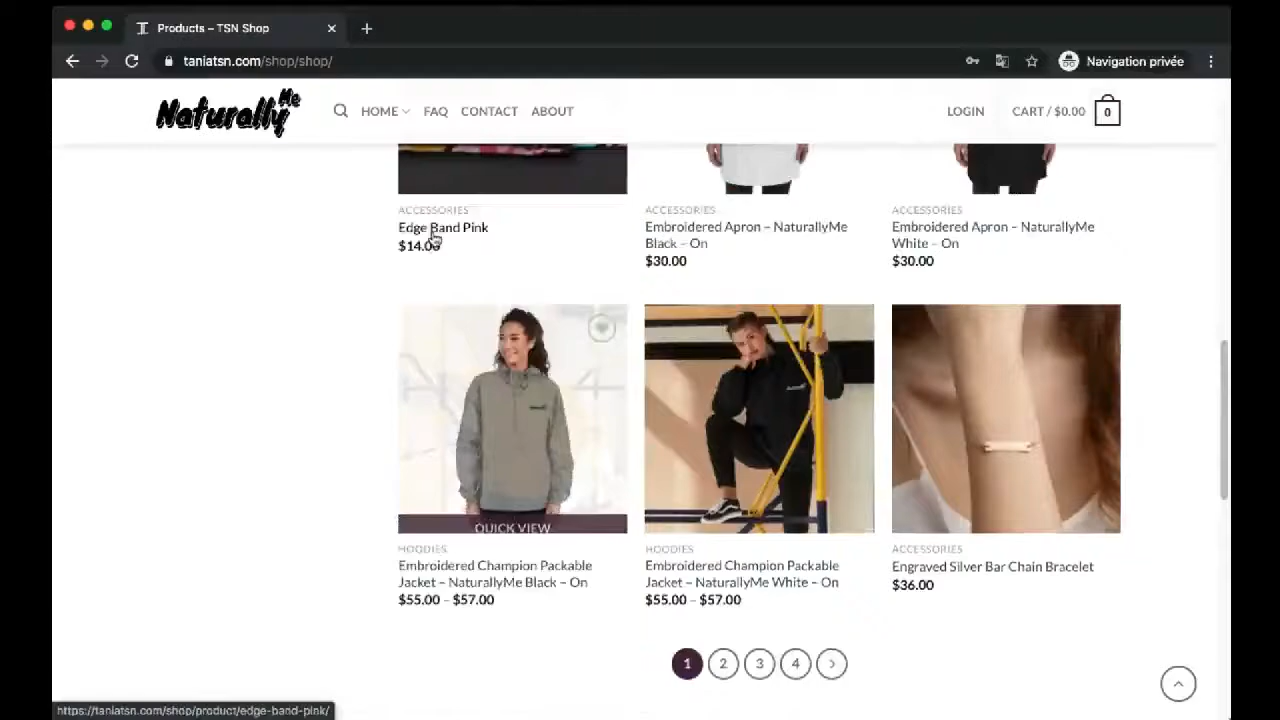 Products – TSN Shop
taniatsn.com/shop/shop/
Navigation privée
Naturally Me
HOME
FAQ
CONTACT
ABOUT
LOGIN
CART / $0.00
0
ACCESSORIES
Edge Band Pink
$14.00
ACCESSORIES
Embroidered Apron – NaturallyMe
Black – On
$30.00
ACCESSORIES
Embroidered Apron – NaturallyMe
White – On
$30.00
QUICK VIEW
HOODIES
Embroidered Champion Packable
Jacket – NaturallyMe Black – On
$55.00 – $57.00
HOODIES
Embroidered Champion Packable
Jacket – NaturallyMe White – On
$55.00 – $57.00
ACCESSORIES
Engraved Silver Bar Chain Bracelet
$36.00
1 2 3 4
https://taniatsn.com/shop/product/edge-band-pink/